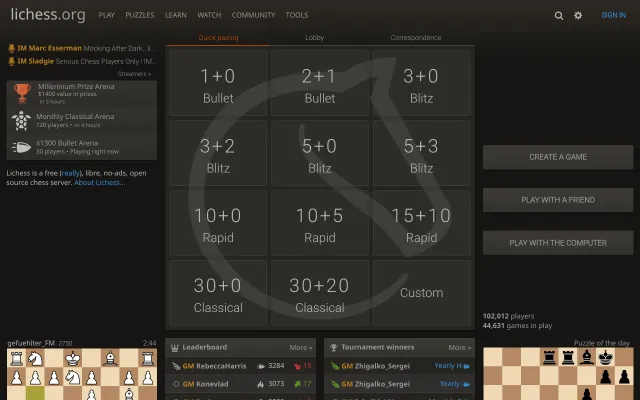 lichess.org
PLAY PUZZLES LEARN WATCH COMMUNITY TOOLS
SIGN IN
IM Marc Esserman Mocking After Dark...
IM Sladgie Serious Chess Players Only ! IM...
Streamers »
Millennium Prize Arena
$1400 value in prizes
in 5 hours
Monthly Classical Arena
120 players • in 4 hours
≤1300 Bullet Arena
30 players • Playing right now
Lichess is a free (really), libre, no-ads, open
source chess server. About Lichess...
Quick pairing Lobby Correspondence
1+0 2+1 3+0
Bullet Bullet Blitz
3+2 5+0 5+3
Blitz Blitz Blitz
10+0 10+5 15+10
Rapid Rapid Rapid
30+0 30+20 Custom
Classical Classical
CREATE A GAME
PLAY WITH A FRIEND
PLAY WITH THE COMPUTER
102,012 players
44,631 games in play
gefuehlter_FM 2750 2:44
Leaderboard More »
GM RebeccaHarris 3284 13
GM Konevlad 3073 17
Tournament winners More »
GM Zhigalko_Sergei Yearly H
GM Zhigalko_Sergei Yearly
Puzzle of the day